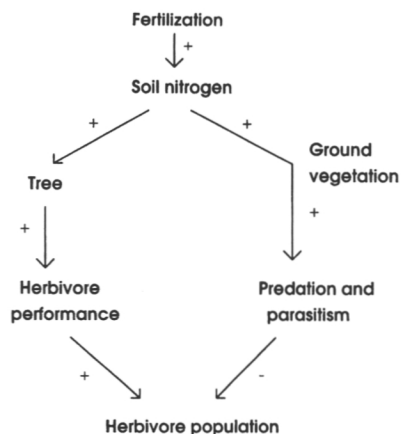 Fertilization
+
Soil nitrogen
+ +
Ground
vegetation
Tree
+ +
Herbivore
performance
Predation and
parasitism
+ -
Herbivore population